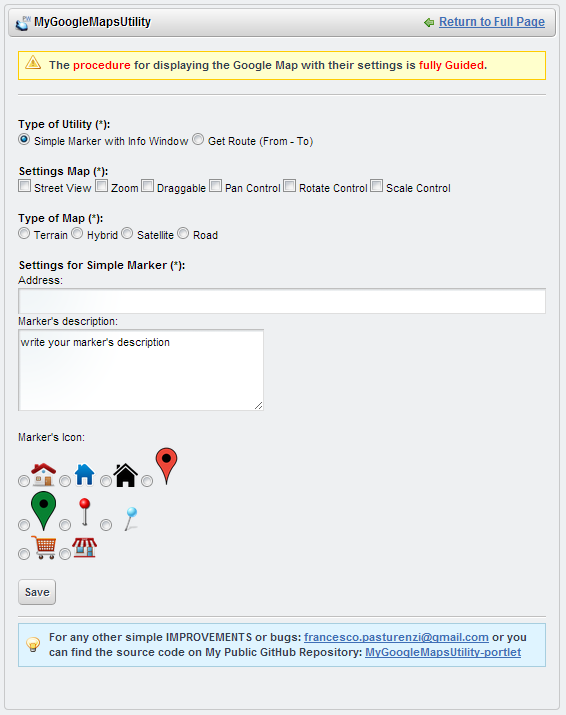 MyGoogleMapsUtility
Return to Full Page
The procedure for displaying the Google Map with their settings is fully Guided.
Type of Utility (*):
Simple Marker with Info Window Get Route (From - To)
Settings Map (*):
Street View Zoom Draggable Pan Control Rotate Control Scale Control
Type of Map (*):
Terrain Hybrid Satellite Road
Settings for Simple Marker (*):
Address:
Marker's description:
write your marker's description
Marker's Icon:
Save
For any other simple IMPROVEMENTS or bugs: francesco.pasturenzi@gmail.com or you
can find the source code on My Public GitHub Repository: MyGoogleMapsUtility-portlet